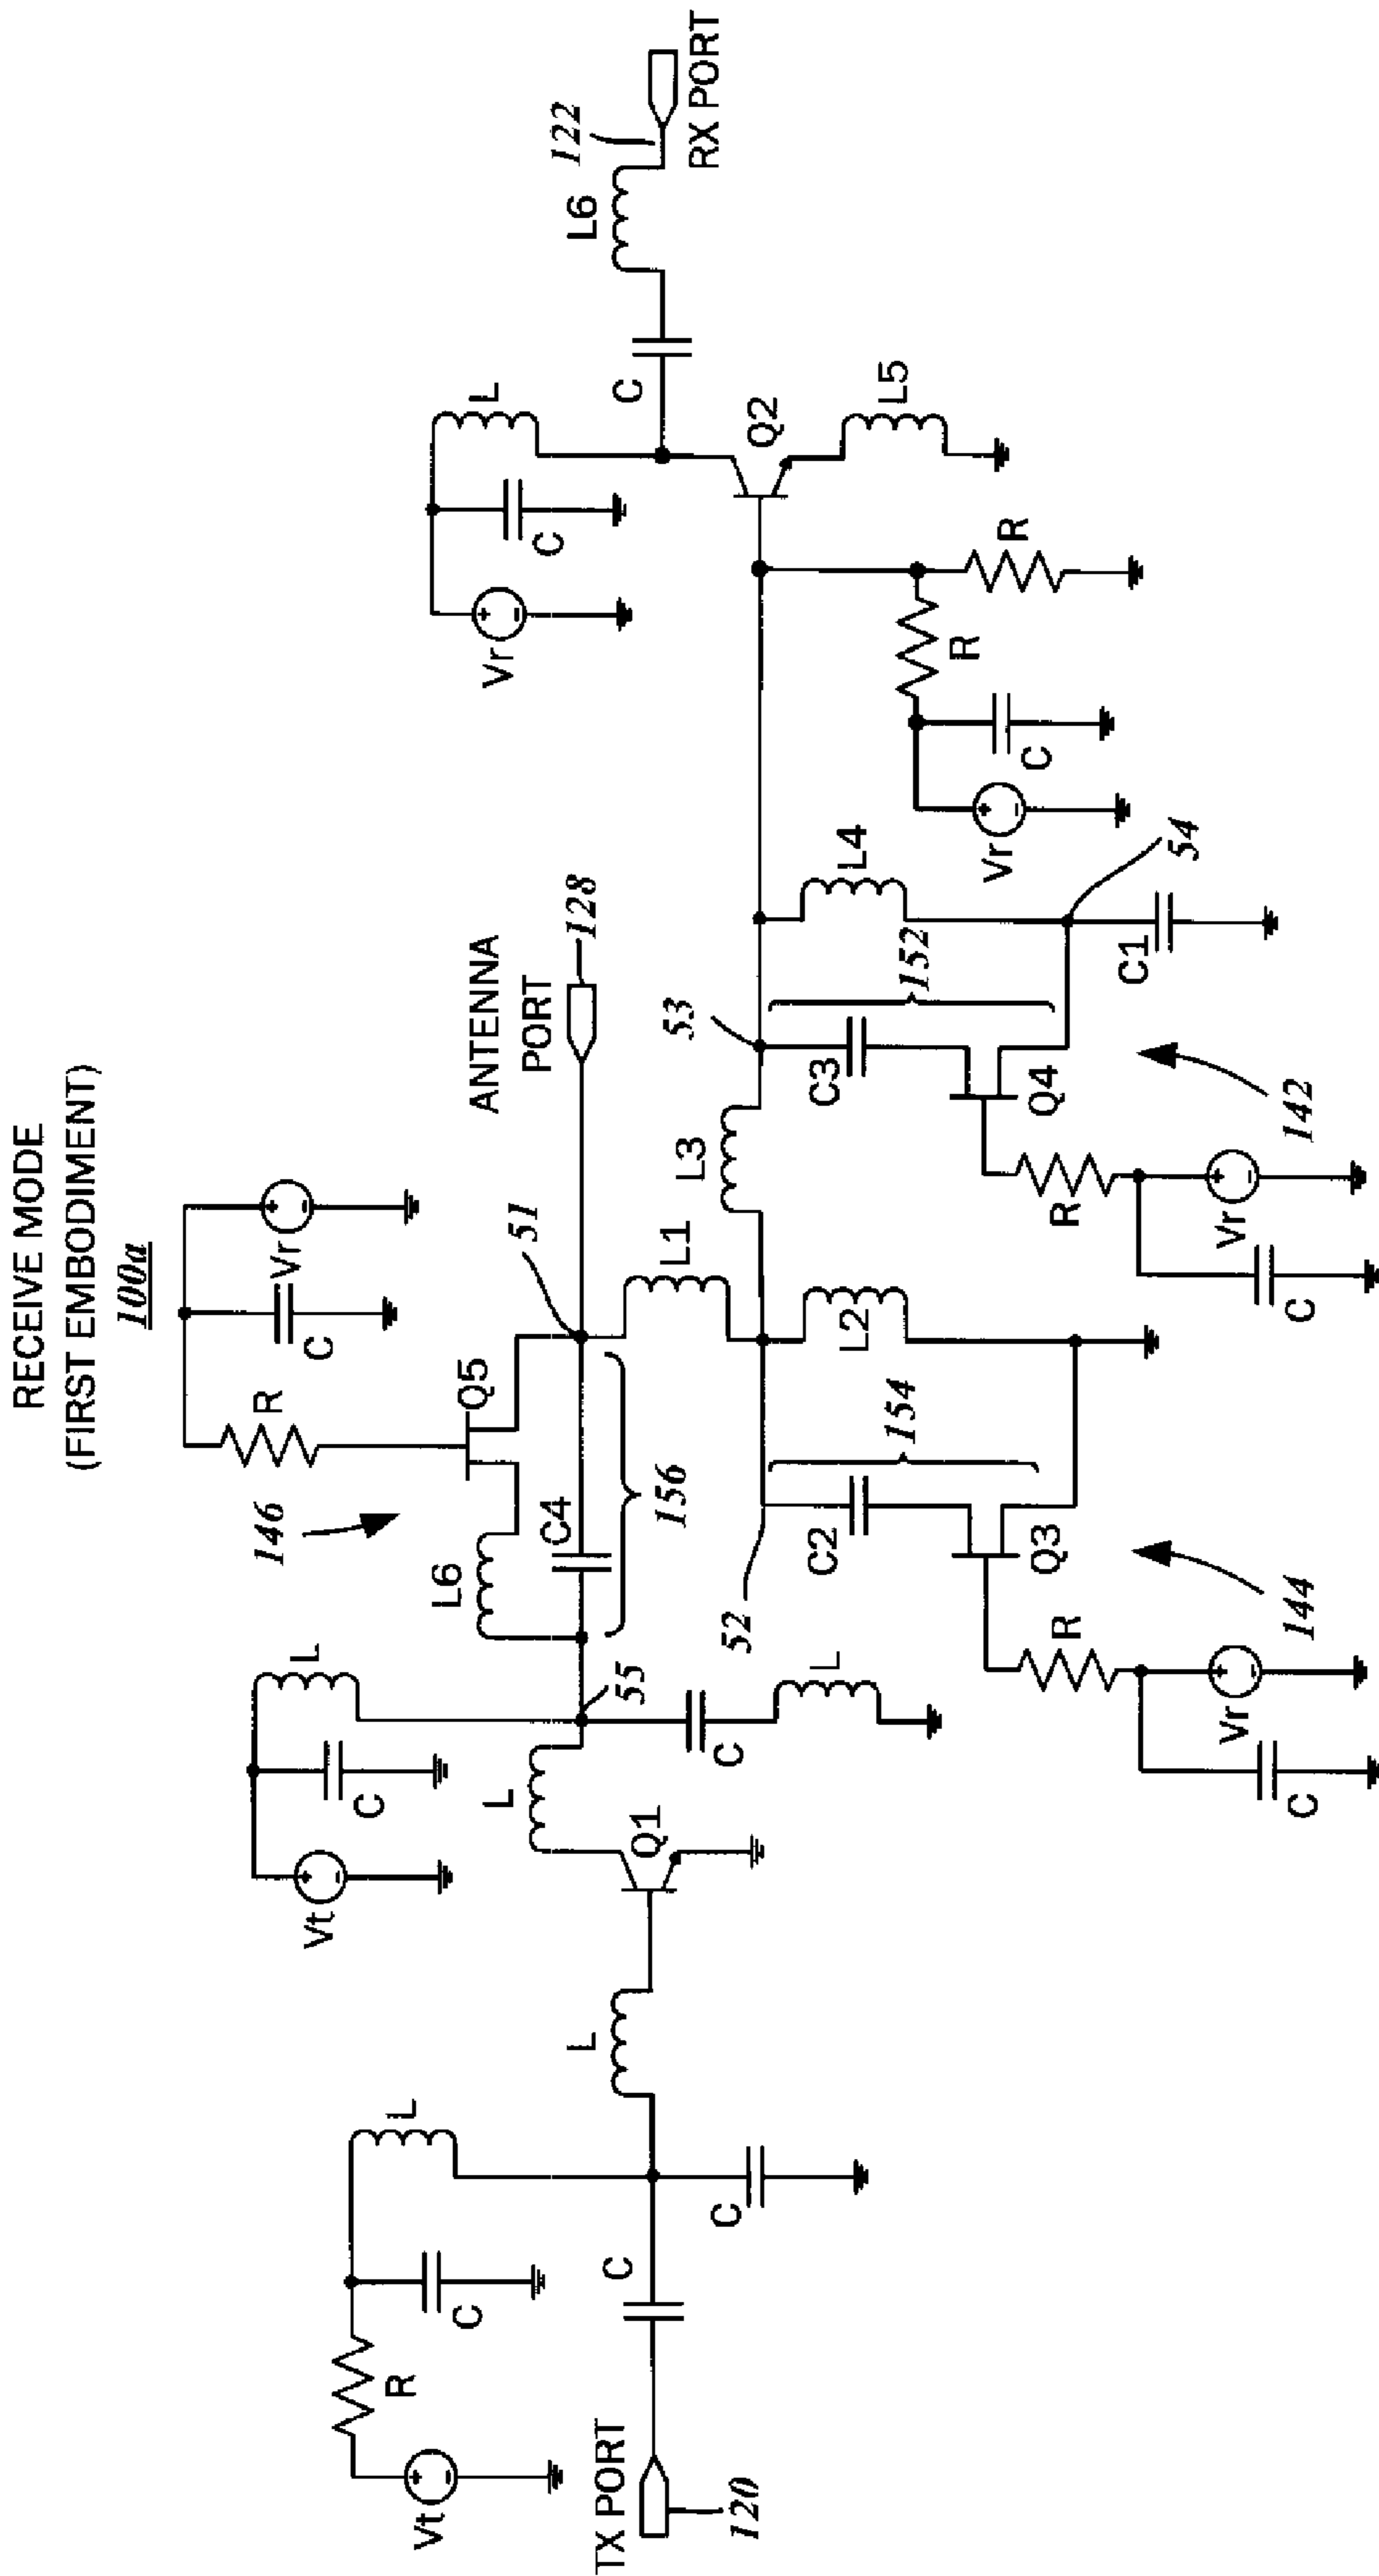 RECEIVE MODE
(FIRST EMBODIMENT)
100a
Vt
R
C
L
TX PORT
120
C
C
L
Q1
Vt
C
L
L
55
C
L
146
R
C
Vr
Q5
L6
C4
156
51
ANTENNA
PORT
128
L1
52
L2
C2
154
Q3
R
Vr
C
144
L3
53
C3
152
L4
Q4
54
C1
R
Vr
C
142
Vr
C
R
R
Q2
L5
Vr
C
L
C
L6
122
RX PORT